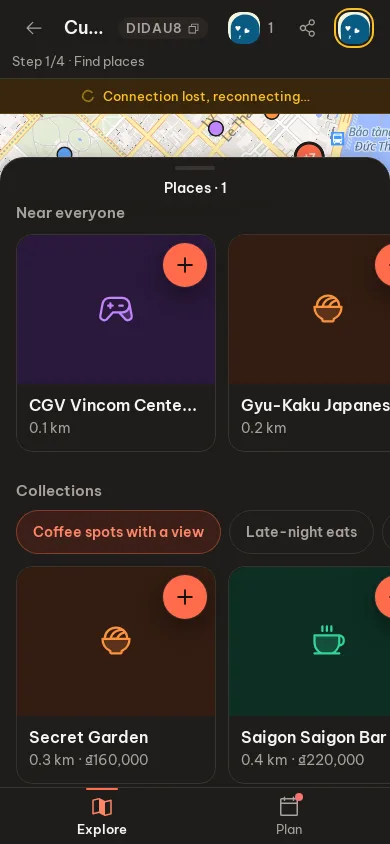 Cu...
DIDAU8
1
Step 1/4 · Find places
Connection lost, reconnecting...
Bảo tàng
Places · 1
Near everyone
CGV Vincom Cente...
0.1 km
Gyu-Kaku Japanes
0.2 km
Collections
Coffee spots with a view
Late-night eats
Secret Garden
0.3 km · ₫160,000
Saigon Saigon Bar
0.4 km · ₫220,000
Explore
Plan